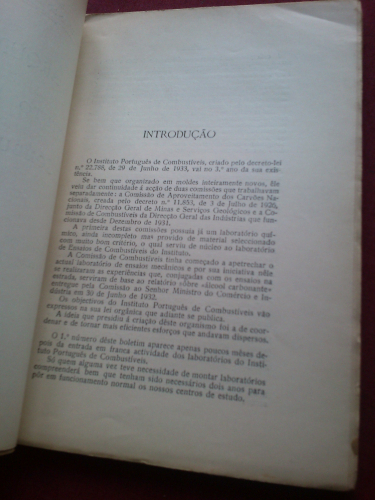 INTRODUÇÃO
O Instituto Português de Combustíveis, criado pelo decreto-lei
n.º 22.788, de 29 de Junho de 1933, vai no 3.º ano da sua exis-
tência.
Se bem que organizado em moldes inteiramente novos, êle
veio dar continuidade à acção de duas comissões que trabalhavam
separadamente: a Comissão de Aproveitamento dos Carvões Na-
cionais, criada pelo decreto n.º 11.853, de 3 de Julho de 1926,
junto da Direcção Geral de Minas e Serviços Geológicos e a Co-
missão de Combustíveis da Direcção Geral das Indústrias que fun-
cionava desde Dezembro de 1931.
A primeira destas comissões possuía já um laboratório quí-
mico, ainda incompleto mas provido de material seleccionado
com muito bom critério, o qual serviu de núcleo ao laboratório
de Ensaios de Combustíveis do Instituto.
A Comissão de Combustíveis tinha começado a apetrechar o
actual laboratório de ensaios mecânicos e por sua iniciativa nêle
se realizaram as experiências que, conjugadas com os ensaios na
estrada, serviram de base ao relatório sôbre «álcool carburante»
entregue pela Comissão ao Senhor Ministro do Comércio e In-
dústria em 30 de Junho de 1932.
Os objectivos do Instituto Português de Combustíveis vão
expressos na sua lei orgânica que adiante se publica.
A ideia que presidiu à criação dêste organismo foi a de coor-
denar e de tornar mais eficientes esforços que andavam dispersos.
O 1.º número dêste boletim aparece apenas poucos meses de-
pois da entrada em franca actividade dos laboratórios do Insti-
tuto Português de Combustíveis.
Só quem alguma vez teve necessidade de montar laboratórios
compreenderá bem que tenham sido necessários dois anos para
pôr em funcionamento normal os nossos centros de estudo,